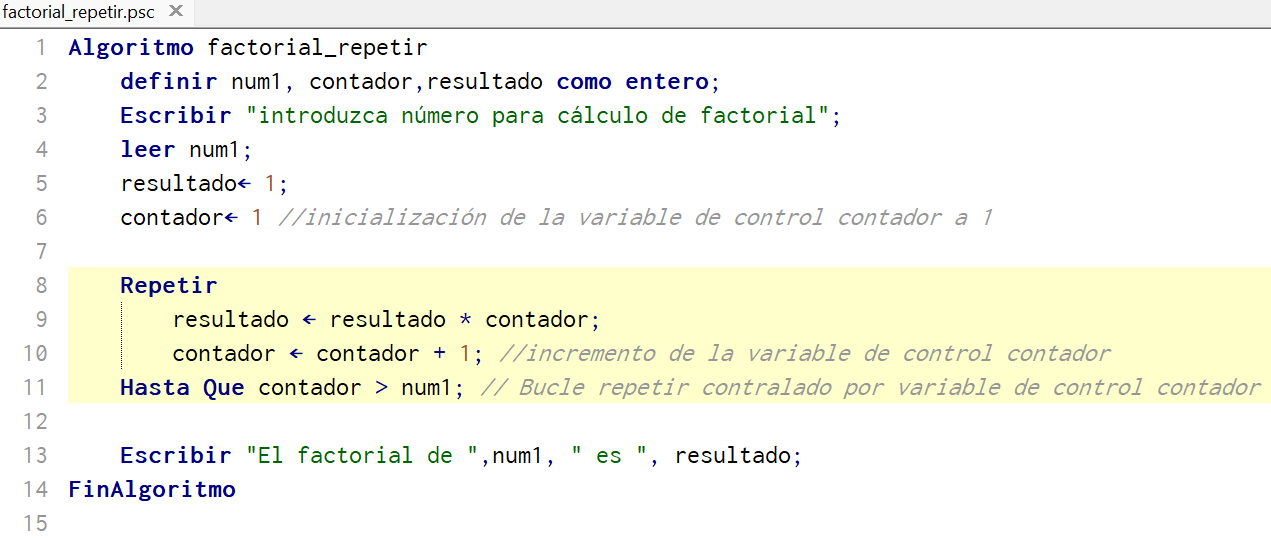 factorial_repetir.psc ✕
1 Algoritmo factorial_repetir
2 definir num1, contador,resultado como entero;
3 Escribir "introduzca número para cálculo de factorial";
4 leer num1;
5 resultado← 1;
6 contador← 1 //inicialización de la variable de control contador a 1
7
8 Repetir
9 resultado ← resultado * contador;
10 contador ← contador + 1; //incremento de la variable de control contador
11 Hasta Que contador > num1; // Bucle repetir contralado por variable de control contador
12
13 Escribir "El factorial de ",num1, " es ", resultado;
14 FinAlgoritmo
15